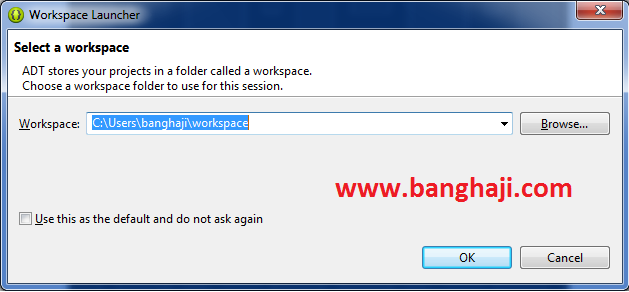 Workspace Launcher
Select a workspace
ADT stores your projects in a folder called a workspace.
Choose a workspace folder to use for this session.
Workspace: C:\Users\banghaji\workspace Browse...
www.banghaji.com
Use this as the default and do not ask again
OK Cancel